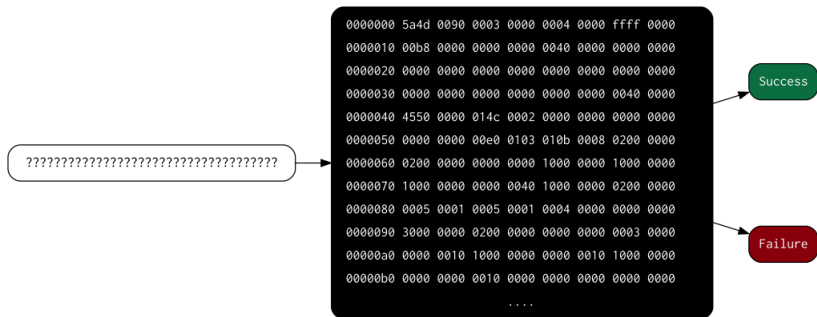 ????????????????????????????????????
0000000 5a4d 0090 0003 0000 0004 0000 ffff 0000
0000010 00b8 0000 0000 0000 0040 0000 0000 0000
0000020 0000 0000 0000 0000 0000 0000 0000 0000
0000030 0000 0000 0000 0000 0000 0000 0040 0000
0000040 4550 0000 014c 0002 0000 0000 0000 0000
0000050 0000 0000 00e0 0103 010b 0008 0200 0000
0000060 0200 0000 0000 0000 1000 0000 1000 0000
0000070 1000 0000 0000 0040 1000 0000 0200 0000
0000080 0005 0001 0005 0001 0004 0000 0000 0000
0000090 3000 0000 0200 0000 0000 0000 0003 0000
00000a0 0000 0010 1000 0000 0000 0010 1000 0000
00000b0 0000 0000 0010 0000 0000 0000 0000 0000
....
Success
Failure